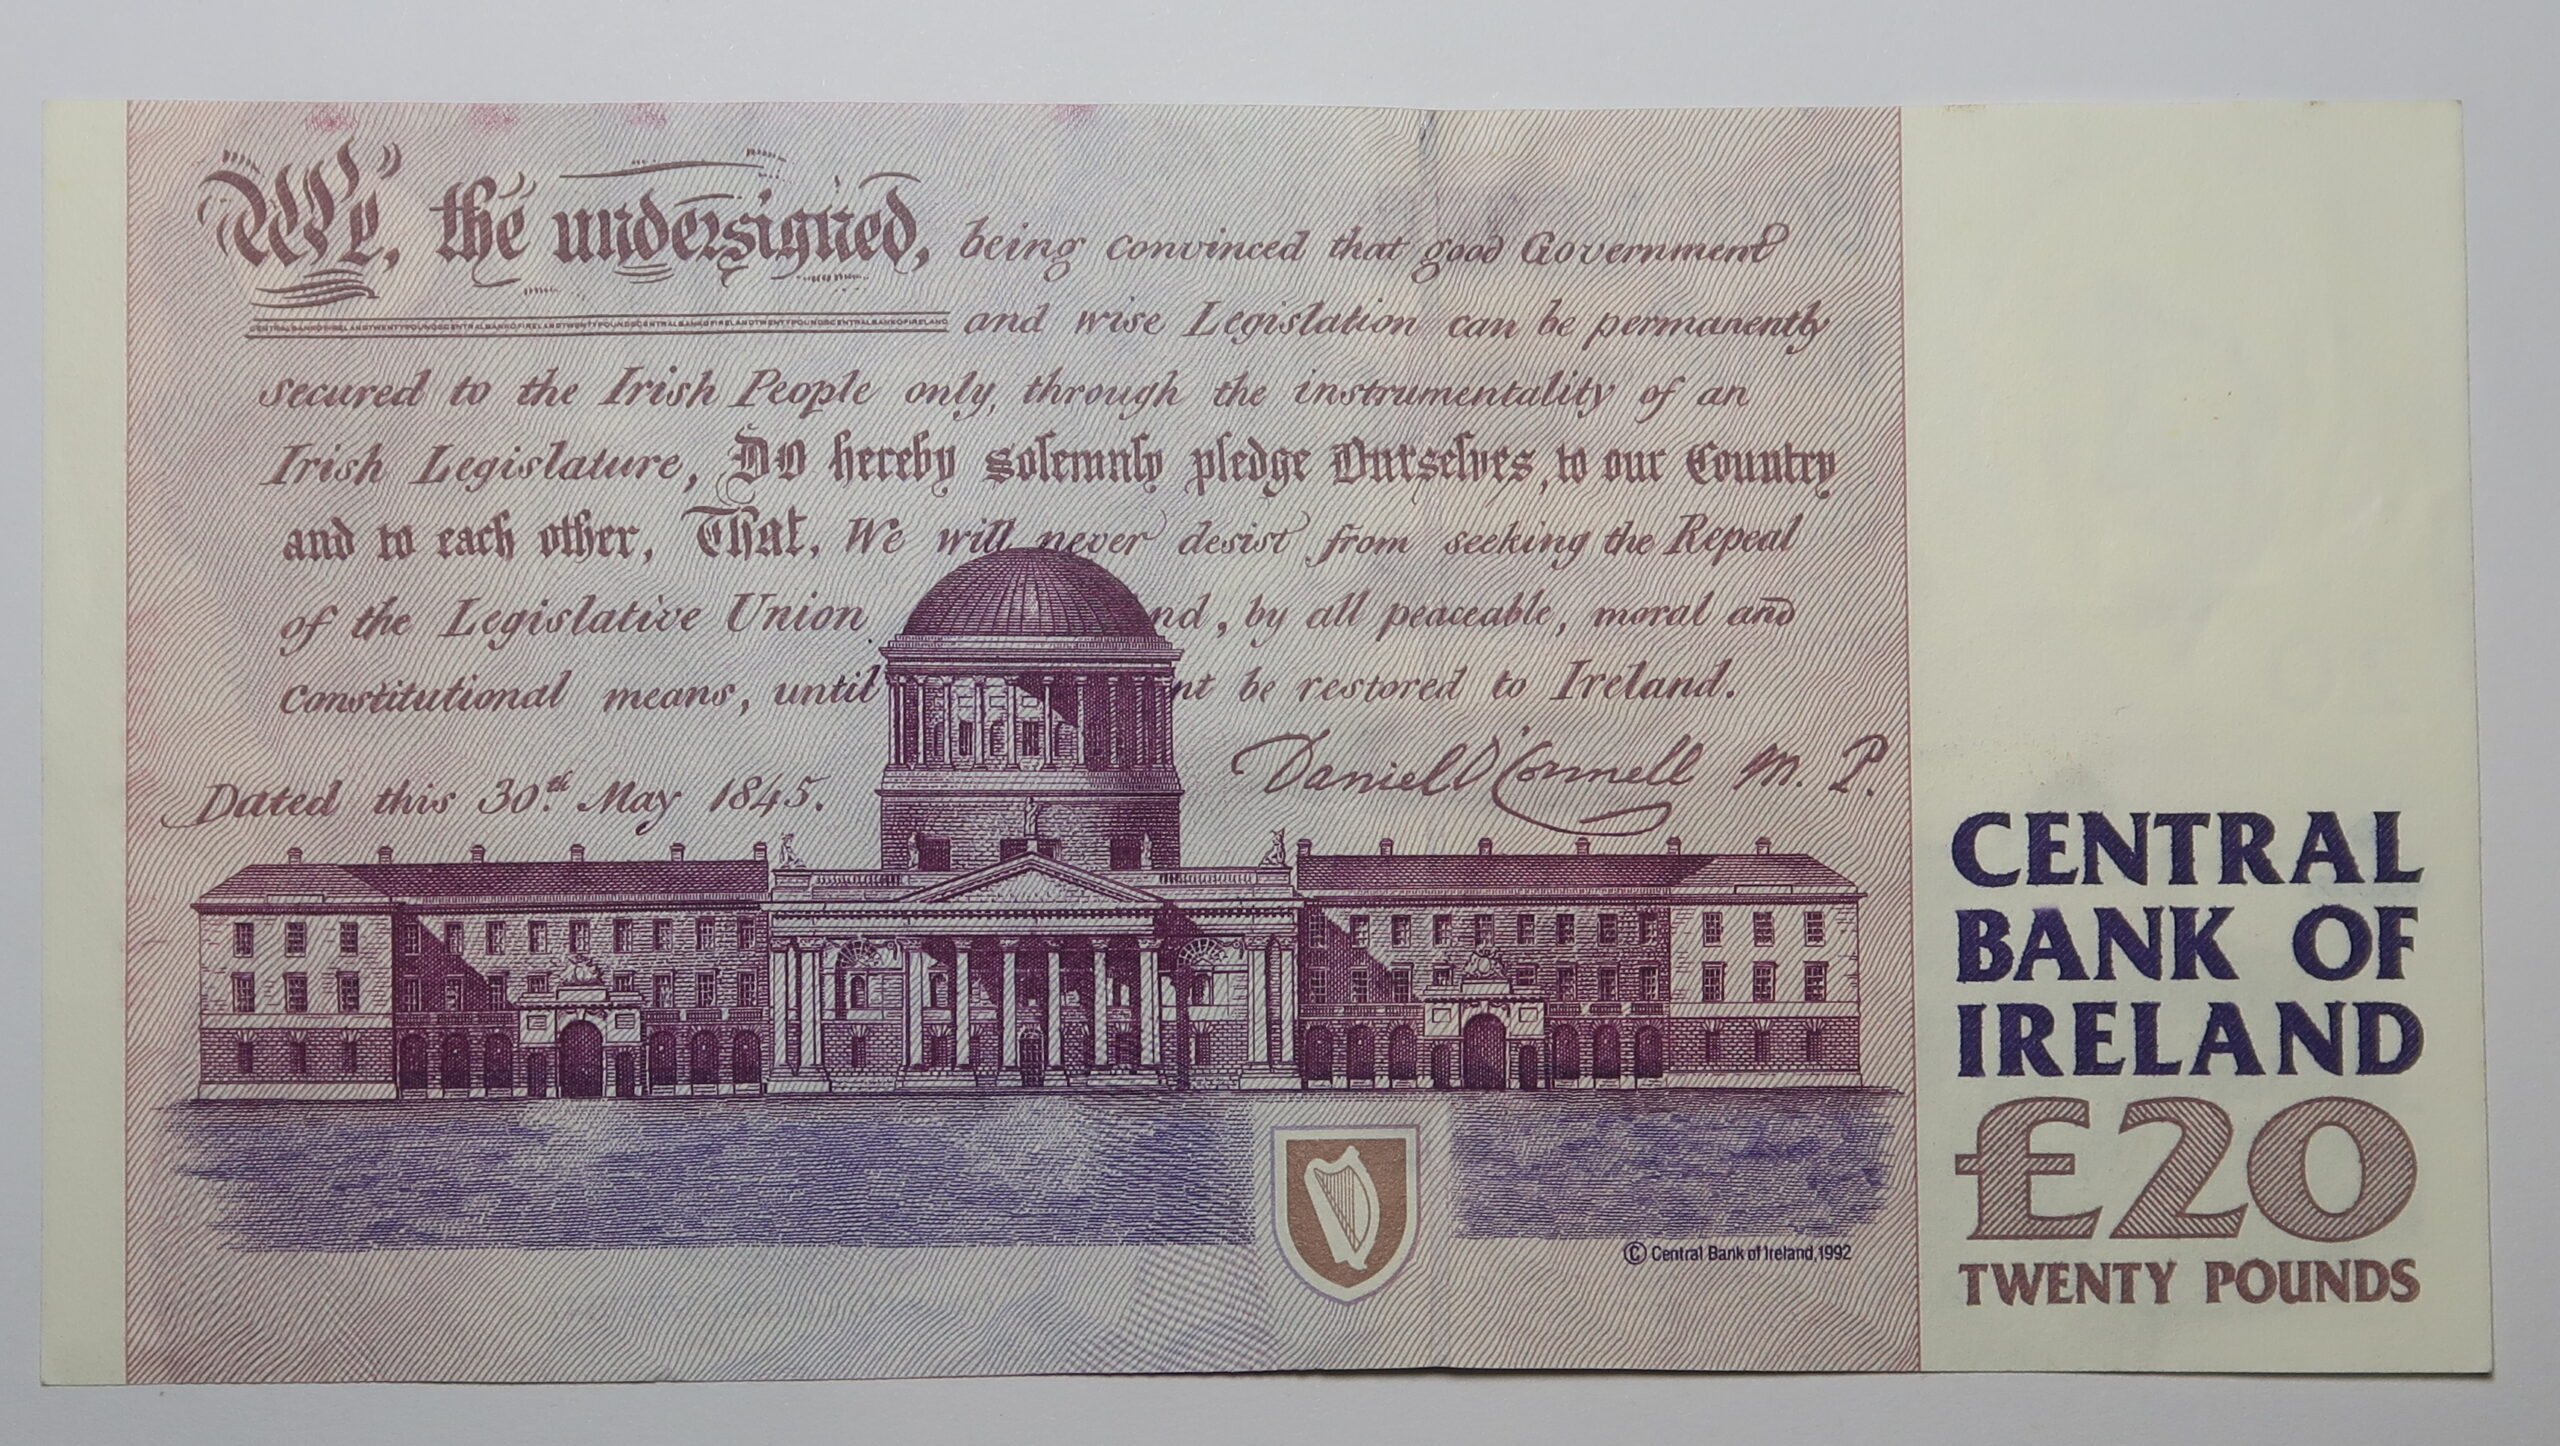 We, the undersigned, being convinced that good Government
CENTRALBANKOFIRELANDTWENTYPOUNDSCENTRALBANKOFIRELANDTWENTYPOUNDSCENTRALBANKOFIRELANDTWENTYPOUNDSCENTRALBANKOFIRELAND
and wise Legislation can be permanently
secured to the Irish People only, through the instrumentality of an
Irish Legislature, Do hereby solemnly pledge Ourselves, to our Country
and to each other, That, We will never desist from seeking the Repeal
of the Legislative Union nd, by all peaceable, moral and
Constitutional means, until nt be restored to Ireland.
Dated this 30th. May 1845.
Daniel O'Connell M. P.
CENTRAL
BANK OF
IRELAND
£20
TWENTY POUNDS
© Central Bank of Ireland, 1992